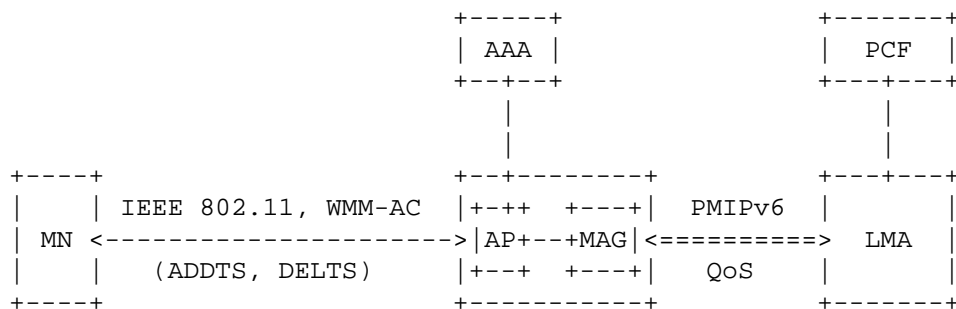 AAA PCF
IEEE 802.11, WMM-AC PMIPv6
MN AP MAG LMA
(ADDTS, DELTS) QoS